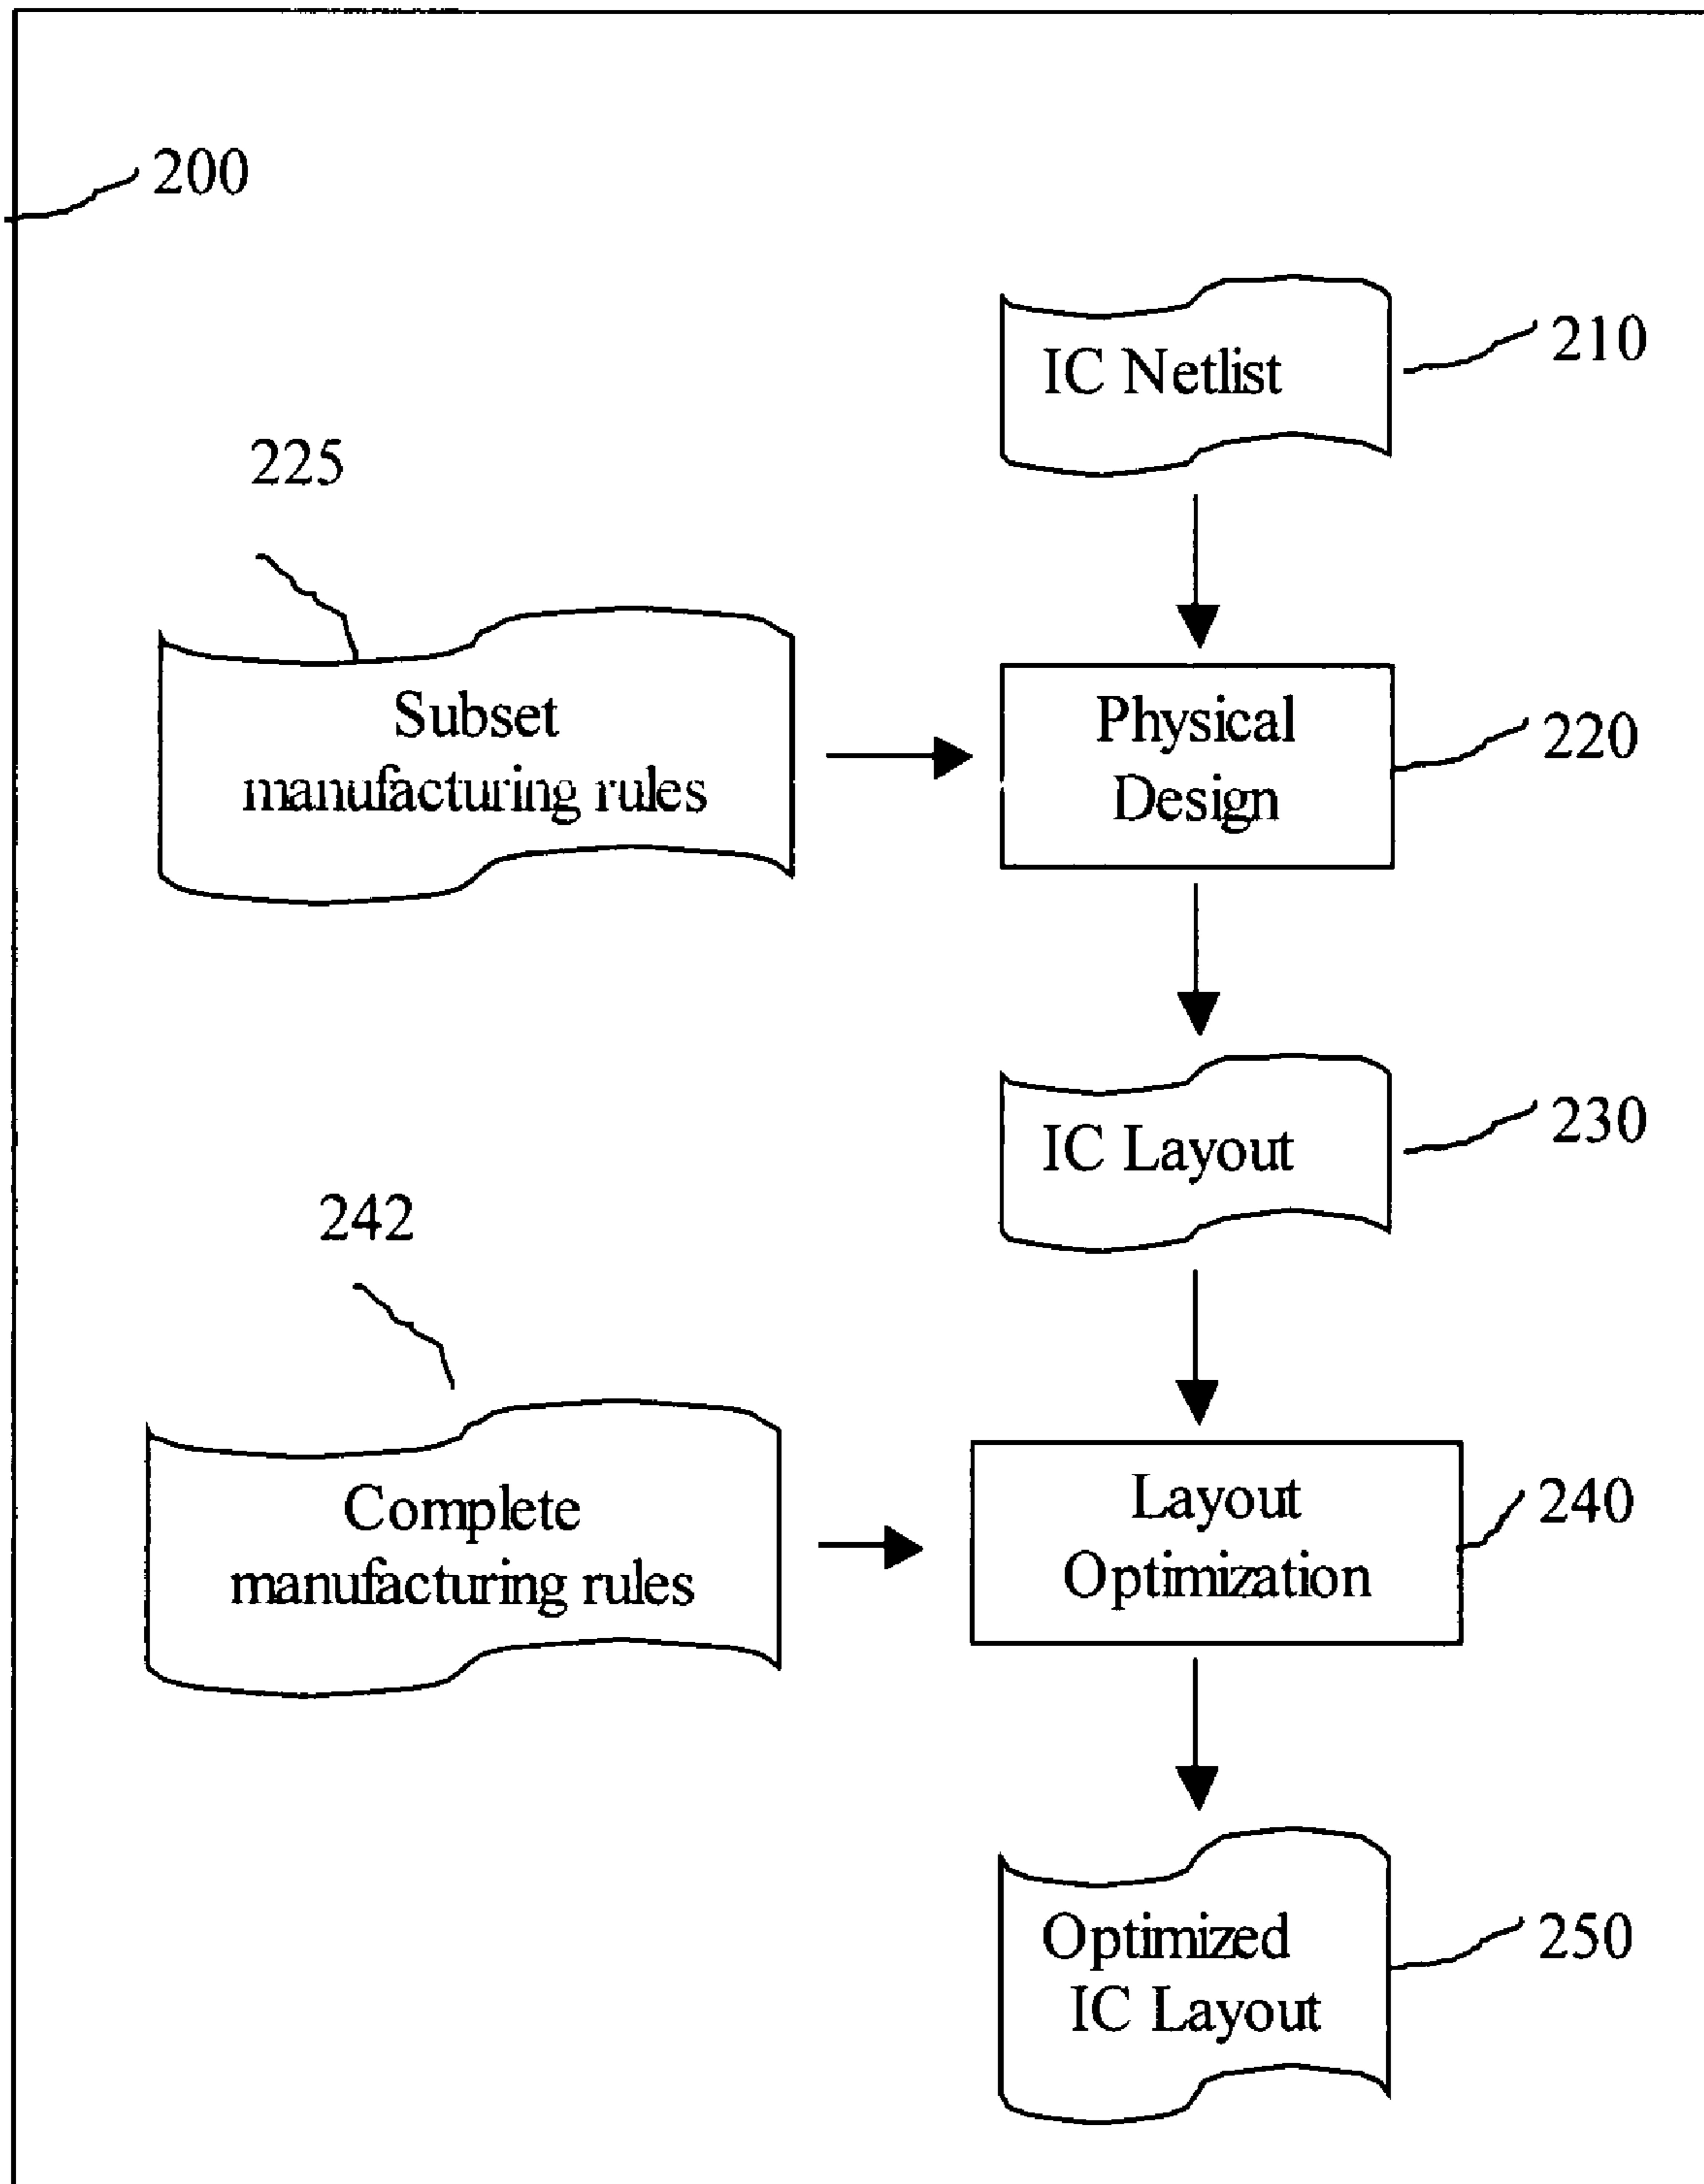 200
IC Netlist
210
225
Subset
manufacturing rules
Physical
Design
220
IC Layout
230
242
Complete
manufacturing rules
Layout
Optimization
240
Optimized
IC Layout
250